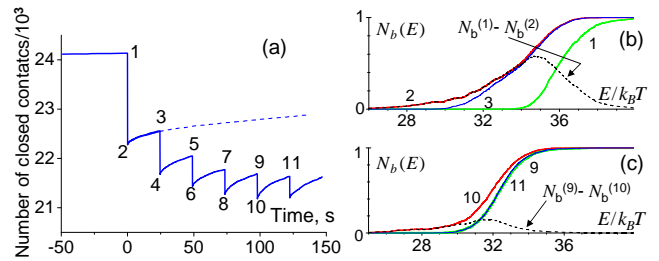 Number of closed contatcs/10³
24
23
22
21
-50 0 50 100 150
Time, s
(a)
1
2
3
4
5
6
7
8
9
10
11
N_b(E)
N_b^(1)- N_b^(2)
(b)
1
2
3
E/k_BT
1
0
28 32 36
N_b(E)
(c)
9
10
11
N_b^(9)- N_b^(10)
E/k_BT
1
0
28 32 36